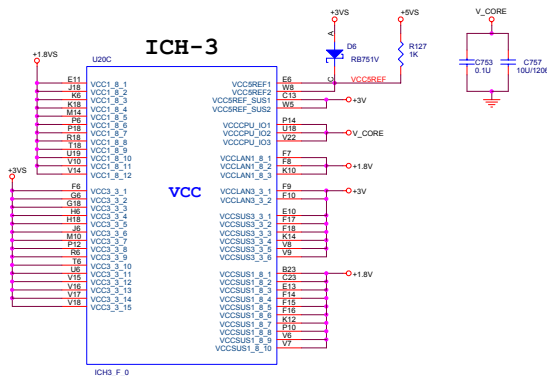 +3VS
+5VS
V_CORE
ICH-3
+1.8VS
U20C
A
D6
RB751V
C
R127
1K
C753
0.1U
C757
10U/1206
VCC5REF
E11 VCC1_8_1
J18 VCC1_8_2
K6 VCC1_8_3
K18 VCC1_8_4
M14 VCC1_8_5
P6 VCC1_8_6
P18 VCC1_8_7
R18 VCC1_8_8
T18 VCC1_8_9
U19 VCC1_8_10
V10 VCC1_8_11
V14 VCC1_8_12
+3VS
F6 VCC3_3_1
G6 VCC3_3_2
G18 VCC3_3_3
H6 VCC3_3_4
H18 VCC3_3_5
J6 VCC3_3_6
M10 VCC3_3_7
P12 VCC3_3_8
R6 VCC3_3_9
T6 VCC3_3_10
U6 VCC3_3_11
V15 VCC3_3_12
V16 VCC3_3_13
V17 VCC3_3_14
V18 VCC3_3_15
VCC
VCC5REF1 E6
VCC5REF2 W8
VCC5REF_SUS1 C13
VCC5REF_SUS2 W5
+3V
VCCCPU_IO1 P14
VCCCPU_IO2 U18
VCCCPU_IO3 V22
V_CORE
VCCLAN1_8_1 F7
VCCLAN1_8_2 F8
VCCLAN1_8_3 K10
+1.8V
VCCLAN3_3_1 F9
VCCLAN3_3_2 F10
+3V
VCCSUS3_3_1 E10
VCCSUS3_3_2 F17
VCCSUS3_3_3 F18
VCCSUS3_3_4 K14
VCCSUS3_3_5 V8
VCCSUS3_3_6 V9
VCCSUS1_8_1 B23
VCCSUS1_8_2 C23
VCCSUS1_8_3 E13
VCCSUS1_8_4 F14
VCCSUS1_8_5 F15
VCCSUS1_8_6 F16
VCCSUS1_8_7 K12
VCCSUS1_8_8 P10
VCCSUS1_8_9 V6
VCCSUS1_8_10 V7
+1.8V
ICH3_F_0